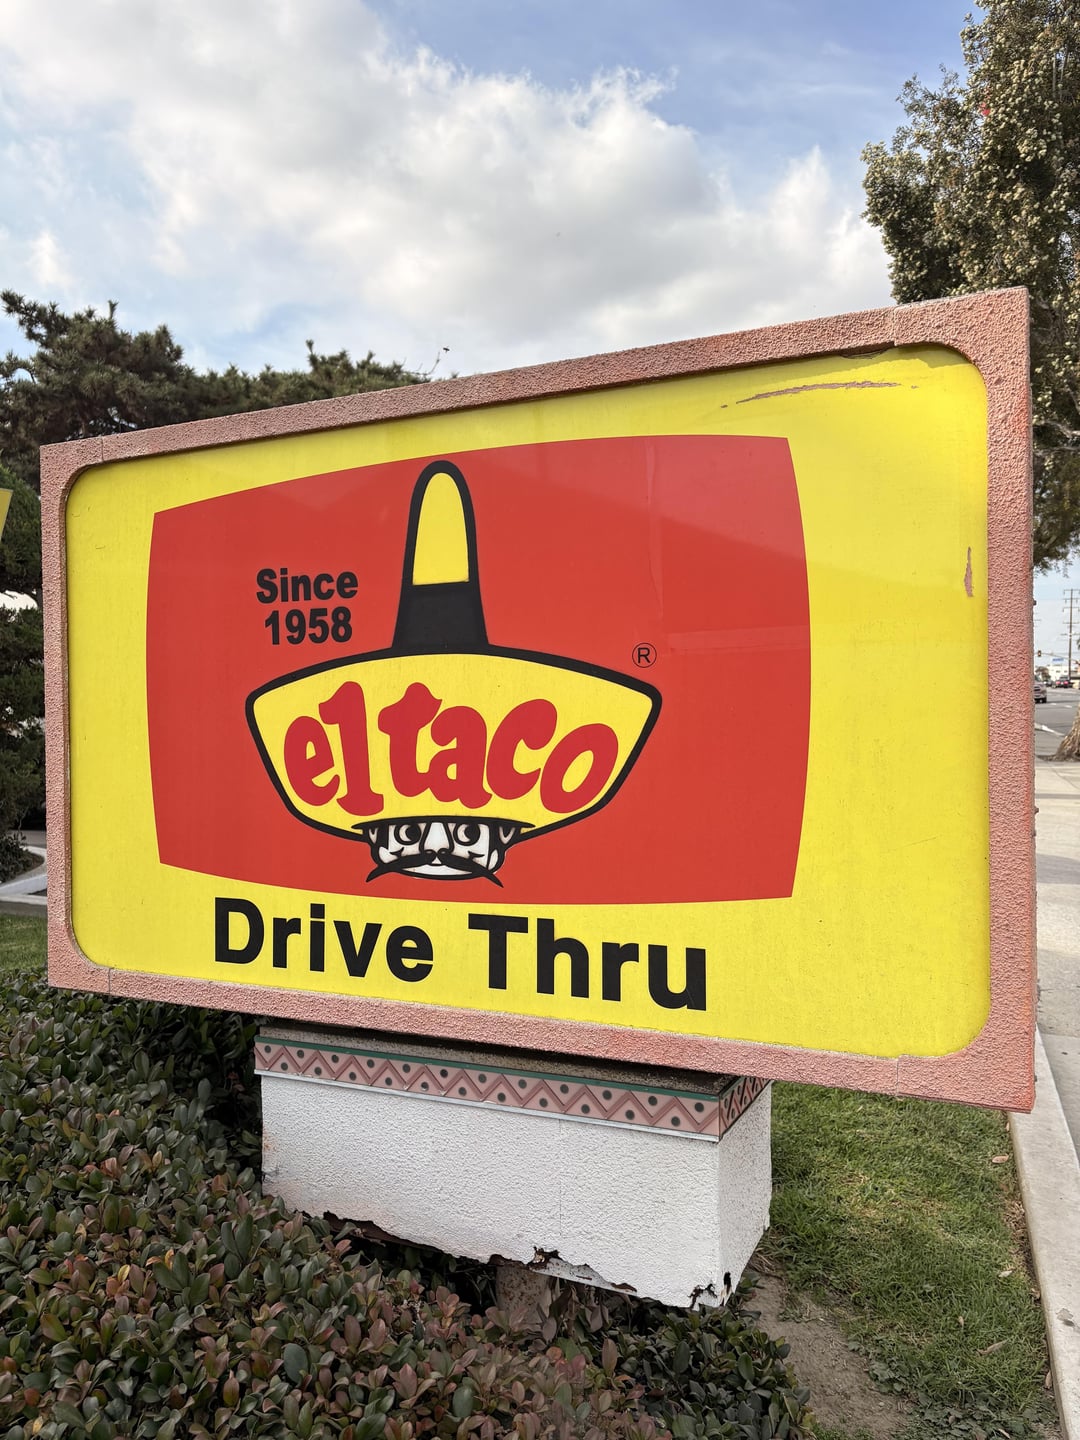 Since
1958
®
el taco
Drive Thru